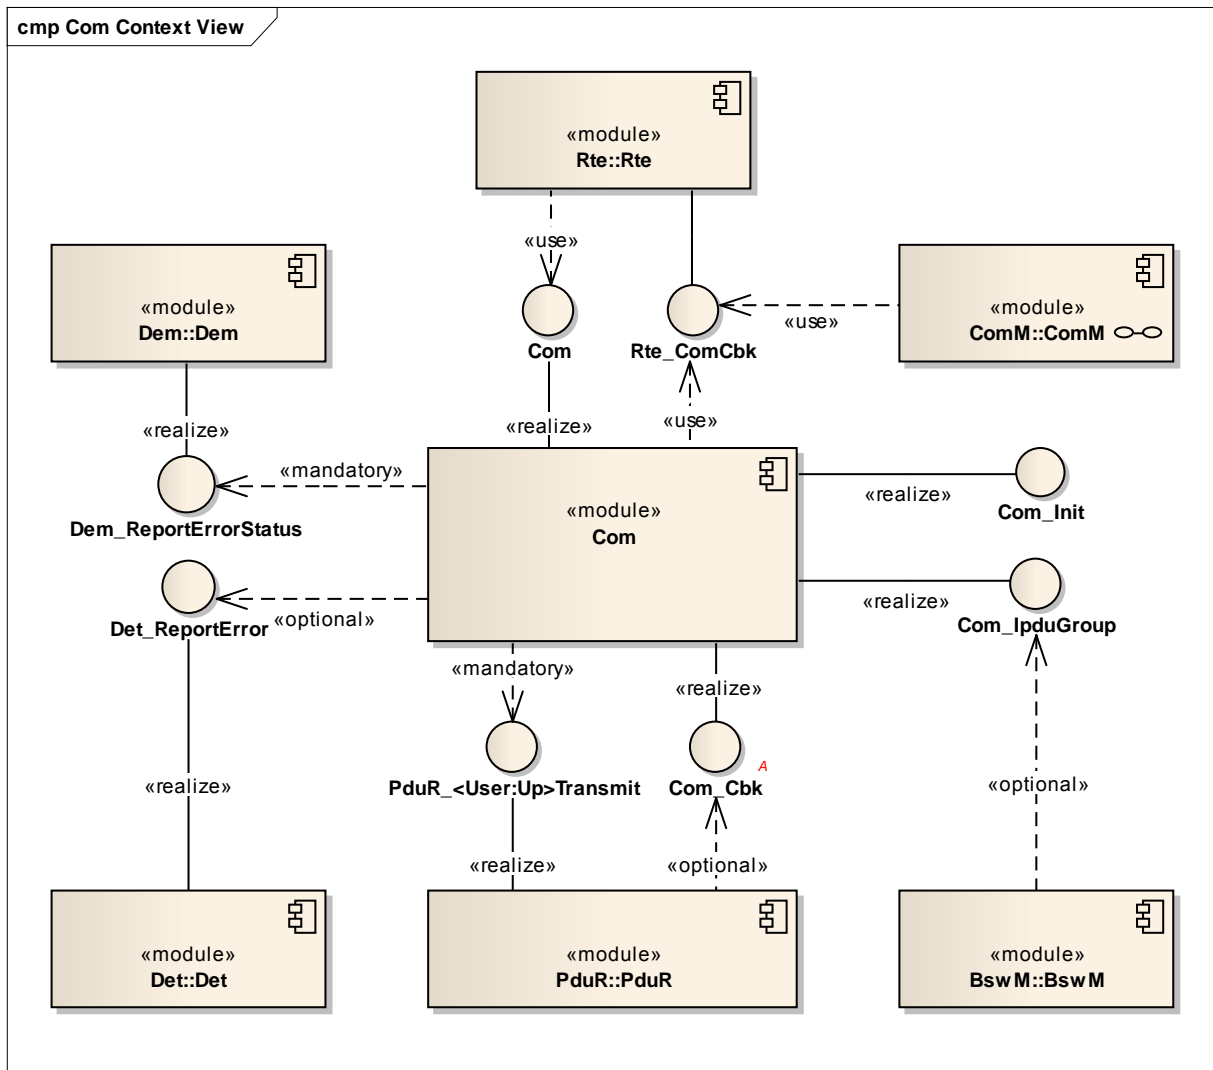 cmp Com Context View
«module»
Rte::Rte
«use»
«module»
Dem::Dem
«module»
ComM::ComM
«use»
Com
Rte_ComCbk
«realize»
«realize»
«use»
«mandatory»
«module»
Com
Dem_ReportErrorStatus
«realize»
Com_Init
«optional»
Det_ReportError
«realize»
Com_IpduGroup
«mandatory»
«realize»
A
PduR_<User:Up>Transmit
Com_Cbk
«realize»
«optional»
«realize»
«optional»
«module»
Det::Det
«module»
PduR::PduR
«module»
BswM::BswM